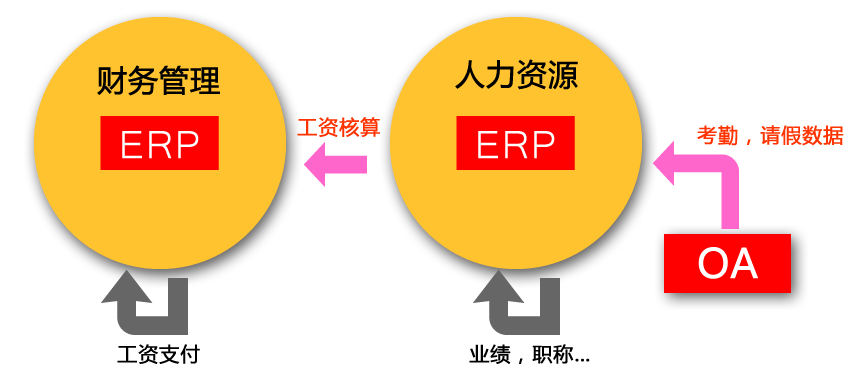 财务管理
ERP
工资核算
人力资源
ERP
考勤，请假数据
OA
工资支付
业绩，职称...